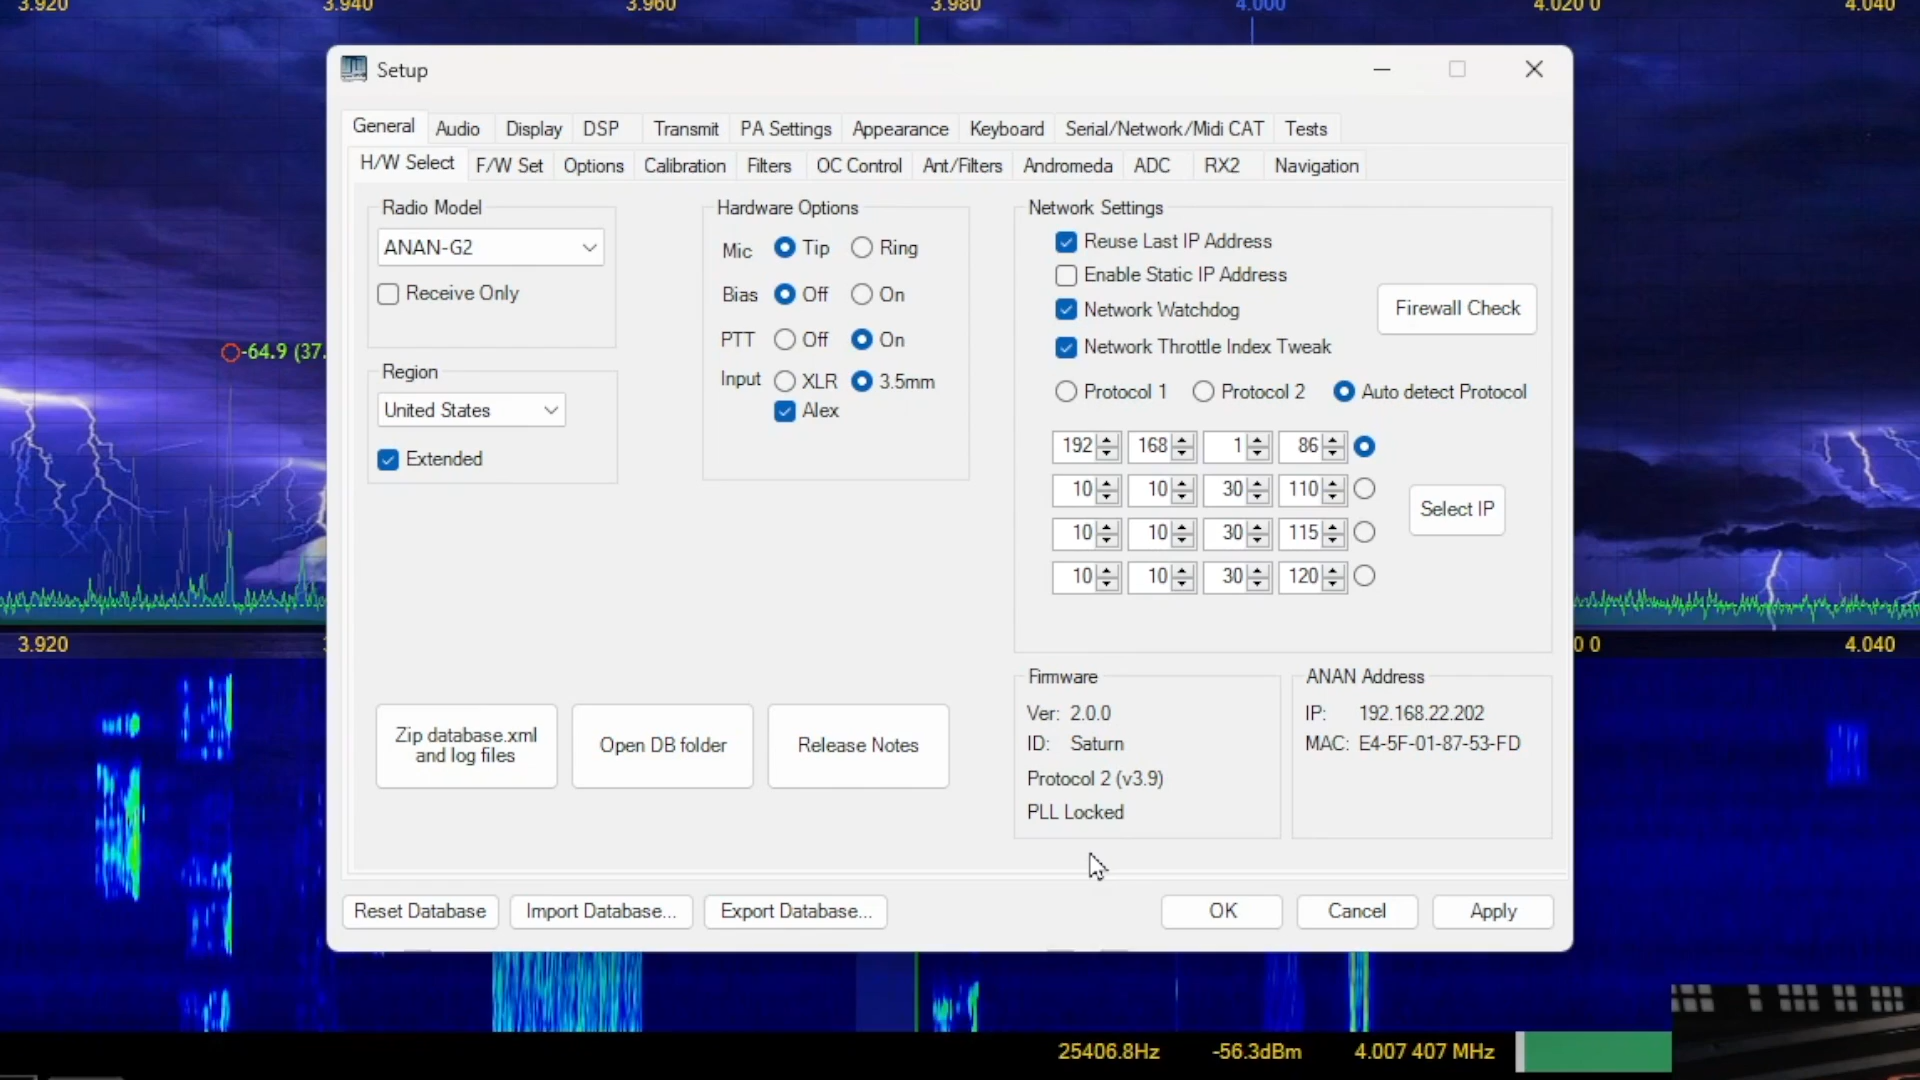 3.920 3.940 3.960 3.980 4.000 4.020 0 4.040
Setup
General Audio Display DSP Transmit PA Settings Appearance Keyboard Serial/Network/Midi CAT Tests
H/W Select F/W Set Options Calibration Filters OC Control Ant/Filters Andromeda ADC RX2 Navigation
Radio Model
ANAN-G2
Receive Only
Region
United States
Extended
Hardware Options
Mic Tip Ring
Bias Off On
PTT Off On
Input XLR 3.5mm
Alex
Network Settings
Reuse Last IP Address
Enable Static IP Address
Network Watchdog
Network Throttle Index Tweak
Firewall Check
Protocol 1 Protocol 2 Auto detect Protocol
192 168 1 86
10 10 30 110
10 10 30 115
10 10 30 120
Select IP
-64.9 (37.
3.920 0 0 4.040
Zip database.xml
and log files
Open DB folder
Release Notes
Firmware
Ver: 2.0.0
ID: Saturn
Protocol 2 (v3.9)
PLL Locked
ANAN Address
IP: 192.168.22.202
MAC: E4-5F-01-87-53-FD
Reset Database Import Database... Export Database... OK Cancel Apply
25406.8Hz -56.3dBm 4.007 407 MHz